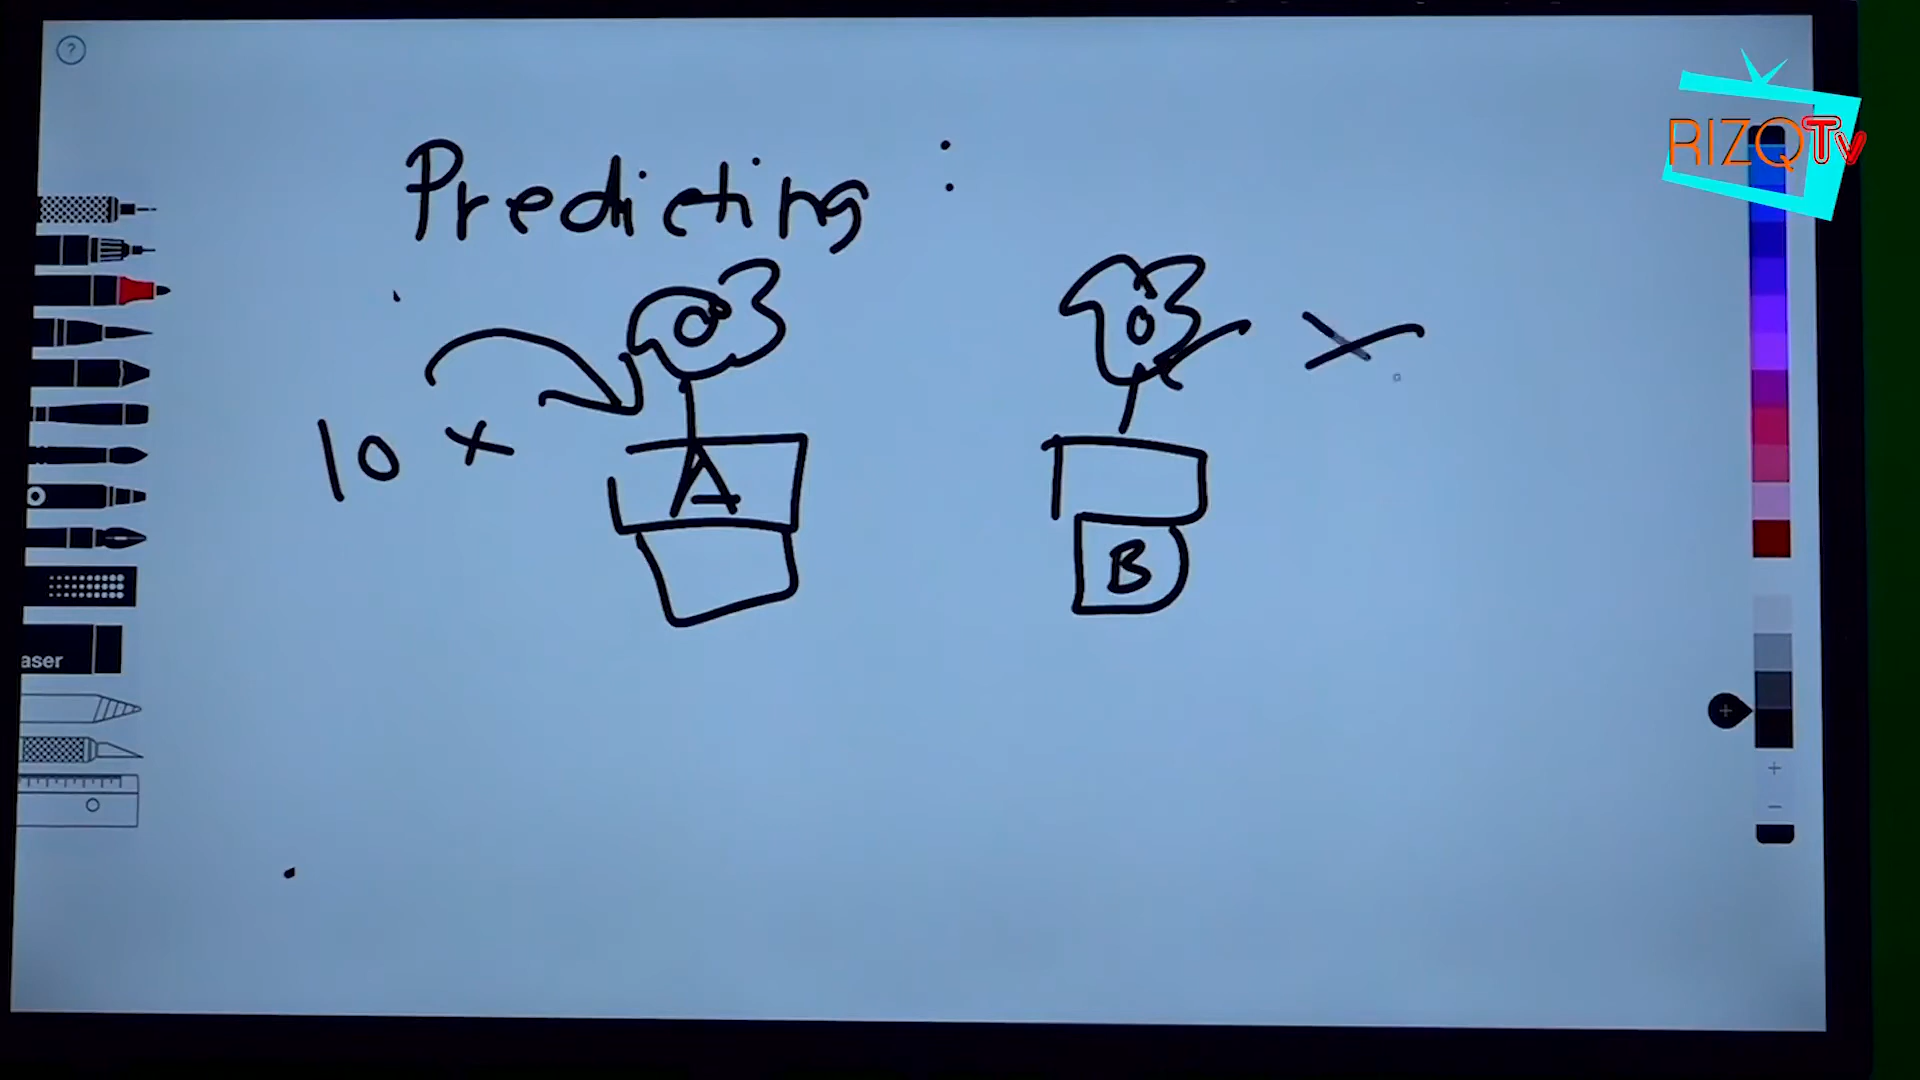 ?
RIZQTv
Predicting :
10 x
A
x
B
aser